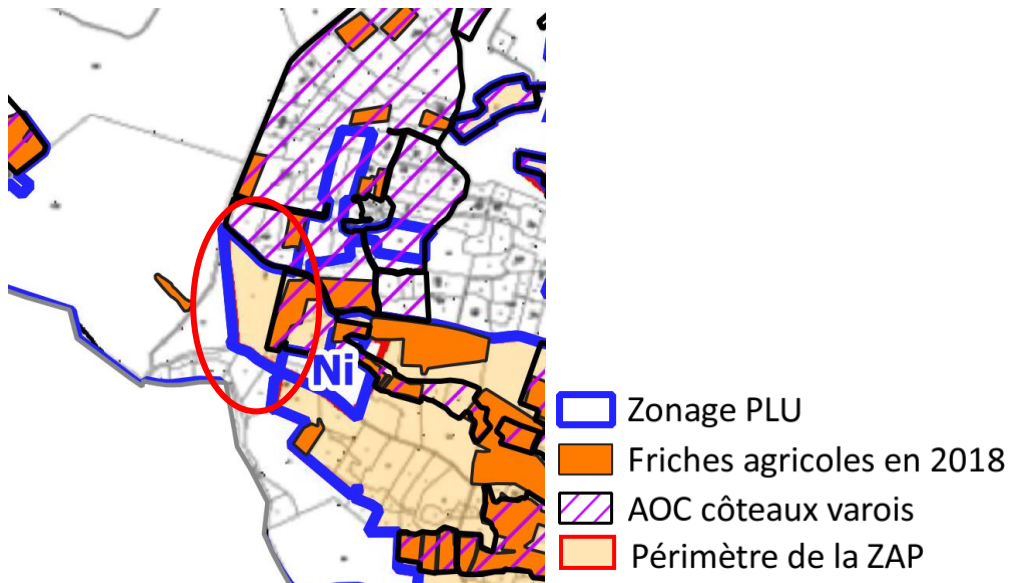 Ni
Zonage PLU
Friches agricoles en 2018
AOC côteaux varois
Périmètre de la ZAP